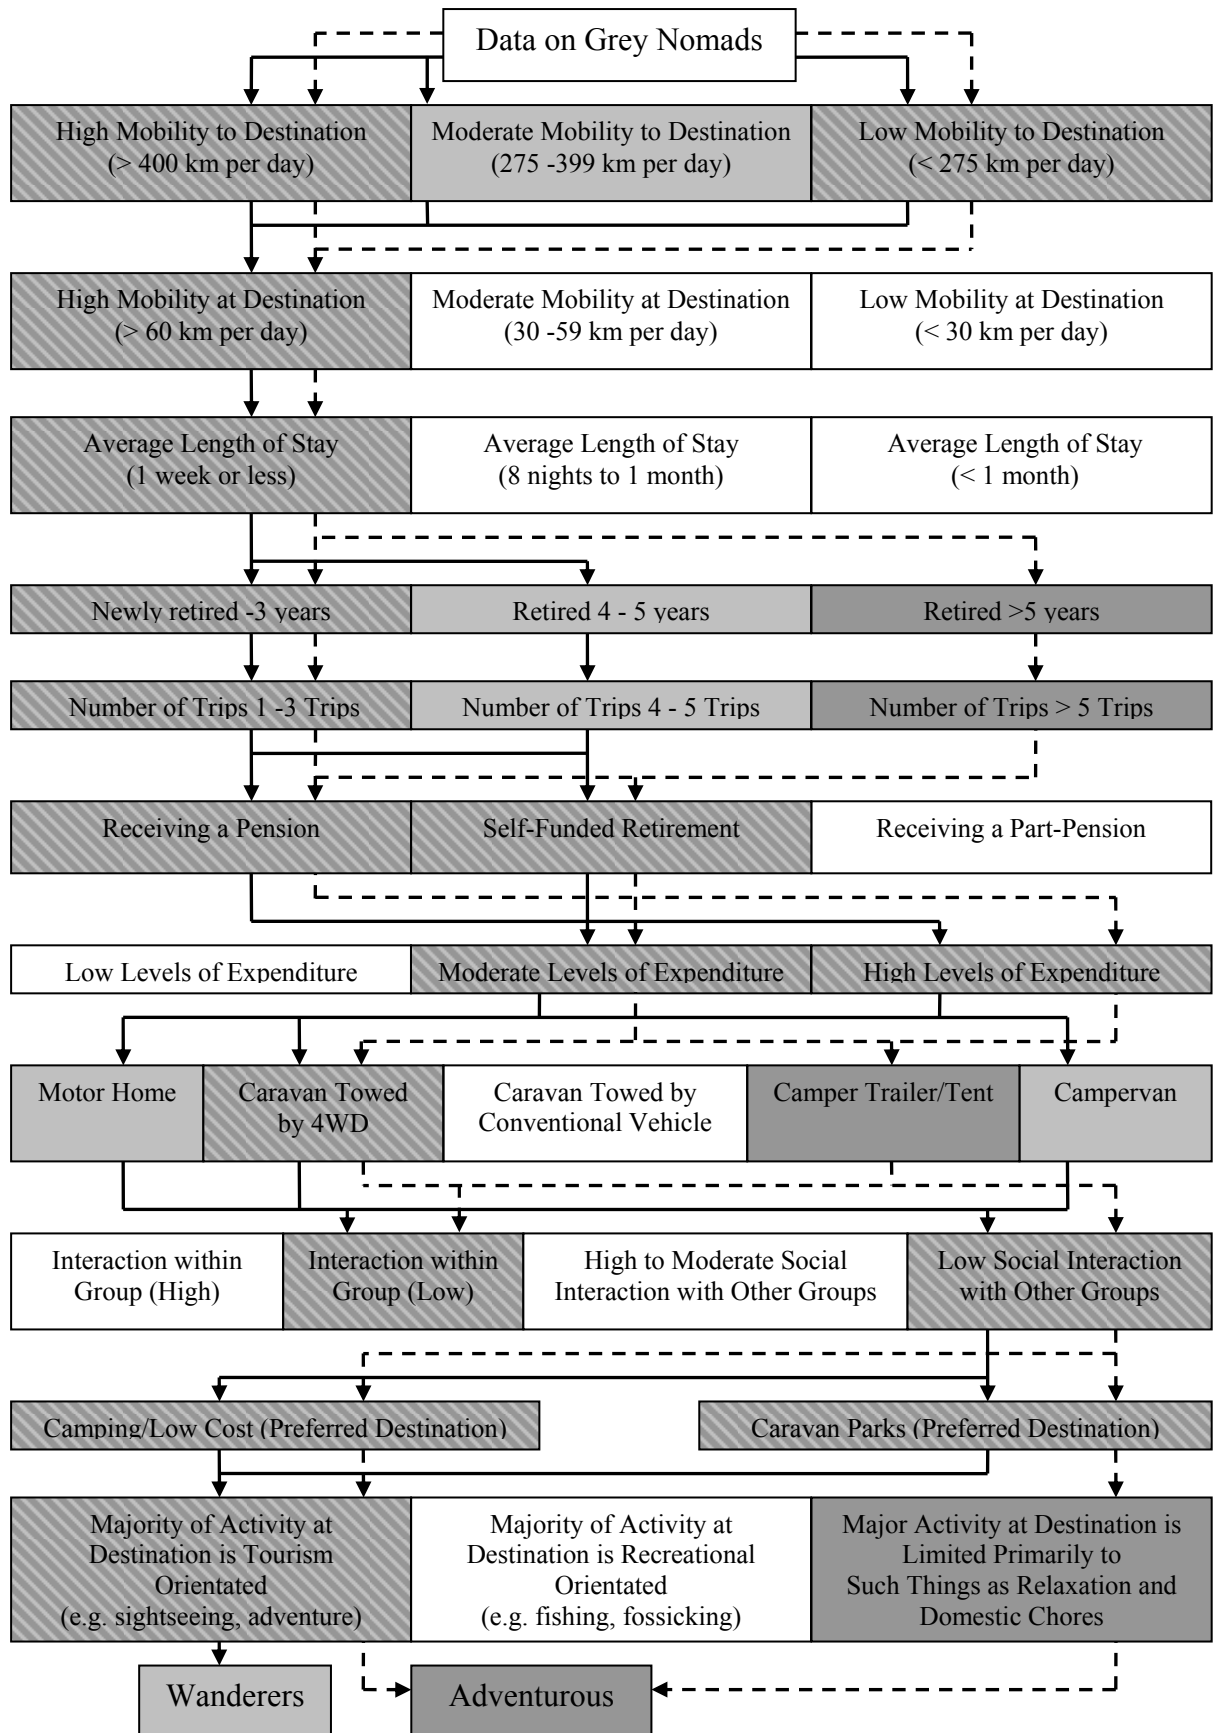 Data on Grey Nomads
High Mobility to Destination
(> 400 km per day)
Moderate Mobility to Destination
(275 -399 km per day)
Low Mobility to Destination
(< 275 km per day)
High Mobility at Destination
(> 60 km per day)
Moderate Mobility at Destination
(30 -59 km per day)
Low Mobility at Destination
(< 30 km per day)
Average Length of Stay
(1 week or less)
Average Length of Stay
(8 nights to 1 month)
Average Length of Stay
(< 1 month)
Newly retired -3 years
Retired 4 - 5 years
Retired >5 years
Number of Trips 1 -3 Trips
Number of Trips 4 - 5 Trips
Number of Trips > 5 Trips
Receiving a Pension
Self-Funded Retirement
Receiving a Part-Pension
Low Levels of Expenditure
Moderate Levels of Expenditure
High Levels of Expenditure
Motor Home
Caravan Towed
by 4WD
Caravan Towed by
Conventional Vehicle
Camper Trailer/Tent
Campervan
Interaction within
Group (High)
Interaction within
Group (Low)
High to Moderate Social
Interaction with Other Groups
Low Social Interaction
with Other Groups
Camping/Low Cost (Preferred Destination)
Caravan Parks (Preferred Destination)
Majority of Activity at
Destination is Tourism
Orientated
(e.g. sightseeing, adventure)
Majority of Activity at
Destination is Recreational
Orientated
(e.g. fishing, fossicking)
Major Activity at Destination is
Limited Primarily to
Such Things as Relaxation and
Domestic Chores
Wanderers
Adventurous